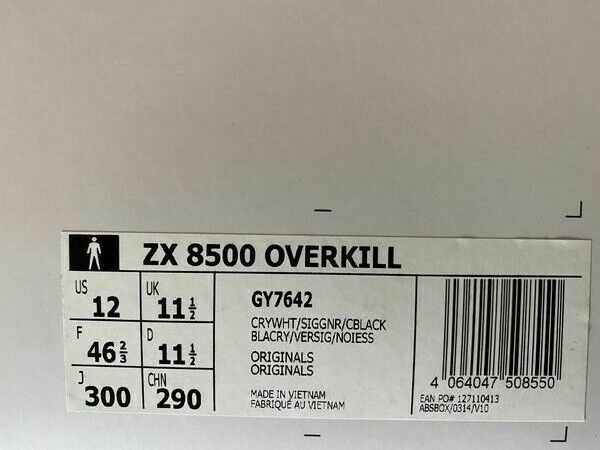 ZX 8500 OVERKILL
US 12 UK 11 1/2
F 46 2/3 D 11 1/2
J 300 CHN 290
GY7642
CRYWHT/SIGGNR/CBLACK
BLACRY/VERSIG/NOIESS
ORIGINALS
ORIGINALS
MADE IN VIETNAM
FABRIQUÉ AU VIETNAM
4 064047 508550
EAN PO# 127110413
ABSBOX/0314/V10